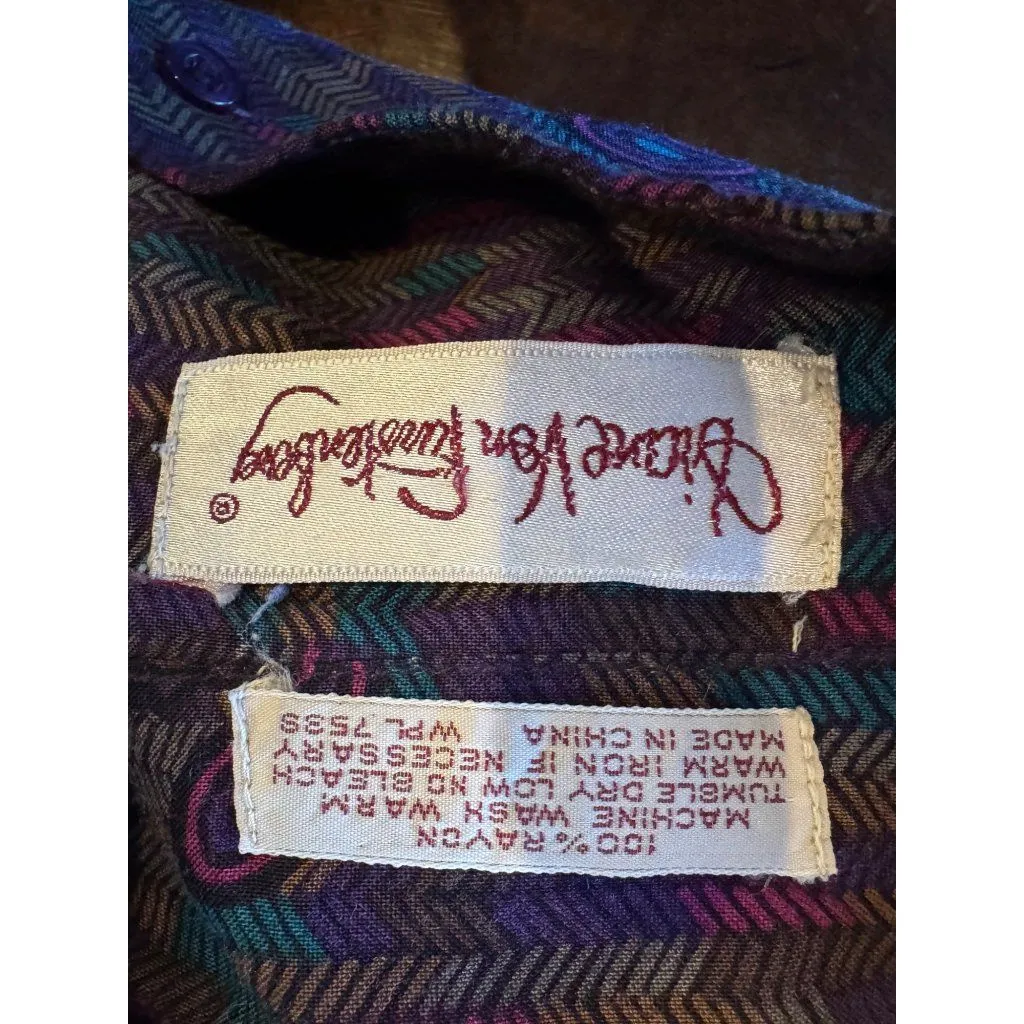 Diane Von Furstenberg ®
100% RAYON
MACHINE WASH WARM
TUMBLE DRY LOW NO BLEACH
WARM IRON IF NECESSARY
MADE IN CHINA WPL 7538